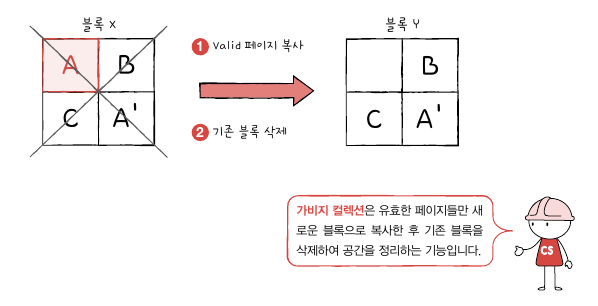 블록 X
블록 Y
A
B
C
A'
1 Valid 페이지 복사
2 기존 블록 삭제
B
C
A'
가비지 컬렉션은 유효한 페이지들만 새
로운 블록으로 복사한 후 기존 블록을
삭제하여 공간을 정리하는 기능입니다.
CS